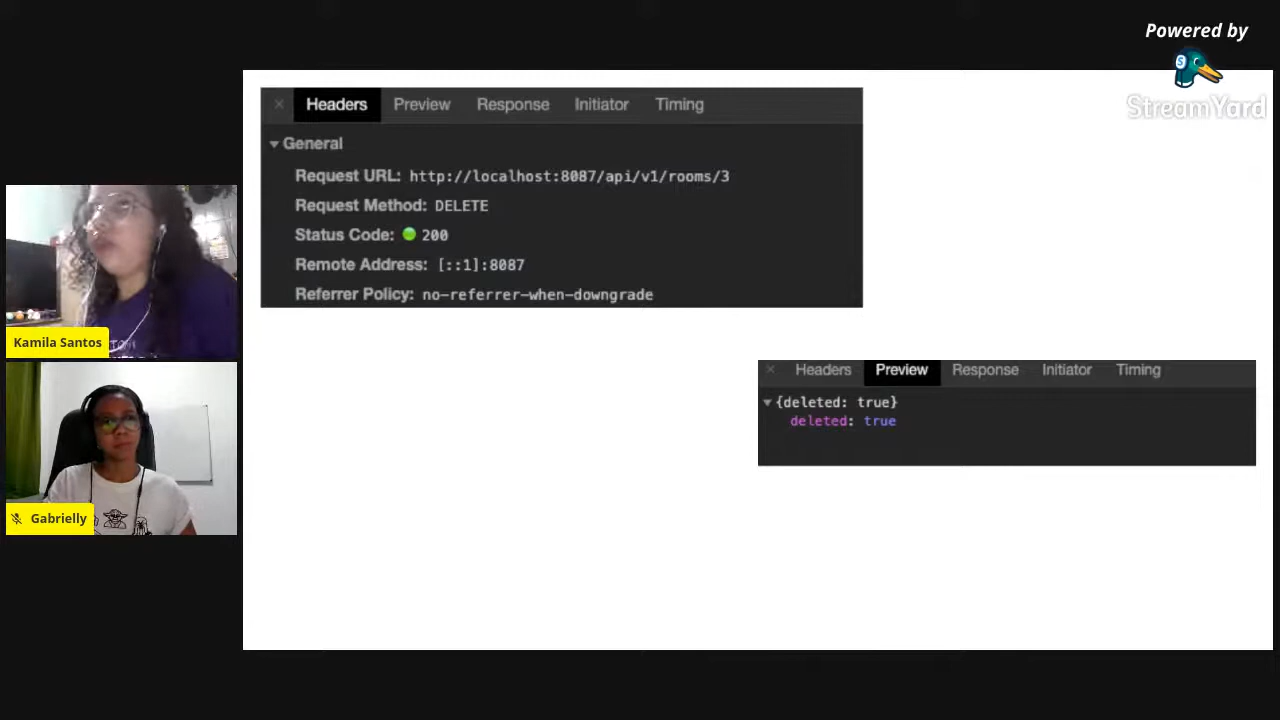 Powered by
StreamYard
× Headers Preview Response Initiator Timing
General
Request URL: http://localhost:8087/api/v1/rooms/3
Request Method: DELETE
Status Code: 200
Remote Address: [::1]:8087
Referrer Policy: no-referrer-when-downgrade
Kamila Santos
× Headers Preview Response Initiator Timing
{deleted: true}
deleted: true
Gabrielly